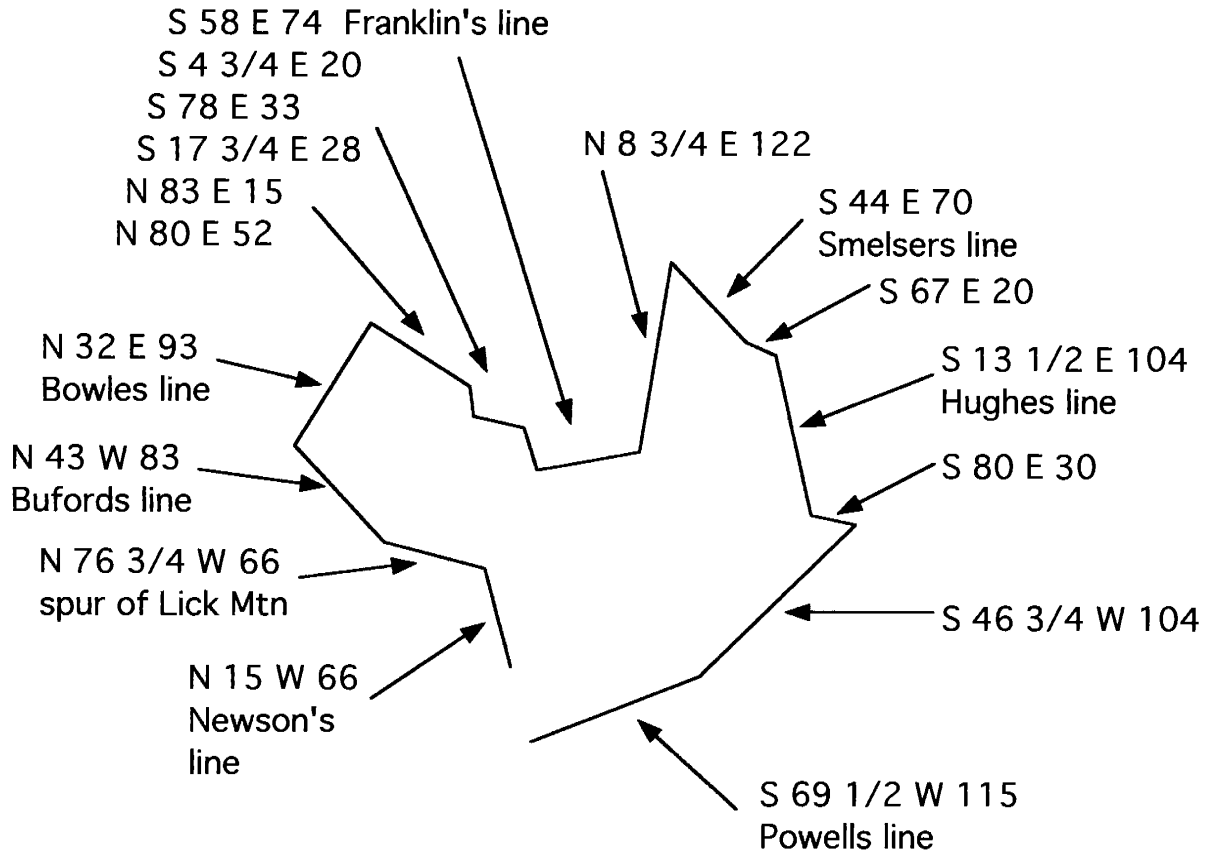 S 58 E 74 Franklin's line
S 4 3/4 E 20
S 78 E 33
S 17 3/4 E 28
N 83 E 15
N 80 E 52
N 8 3/4 E 122
S 44 E 70
Smelsers line
S 67 E 20
N 32 E 93
Bowles line
S 13 1/2 E 104
Hughes line
N 43 W 83
Bufords line
S 80 E 30
N 76 3/4 W 66
spur of Lick Mtn
S 46 3/4 W 104
N 15 W 66
Newson's
line
S 69 1/2 W 115
Powells line